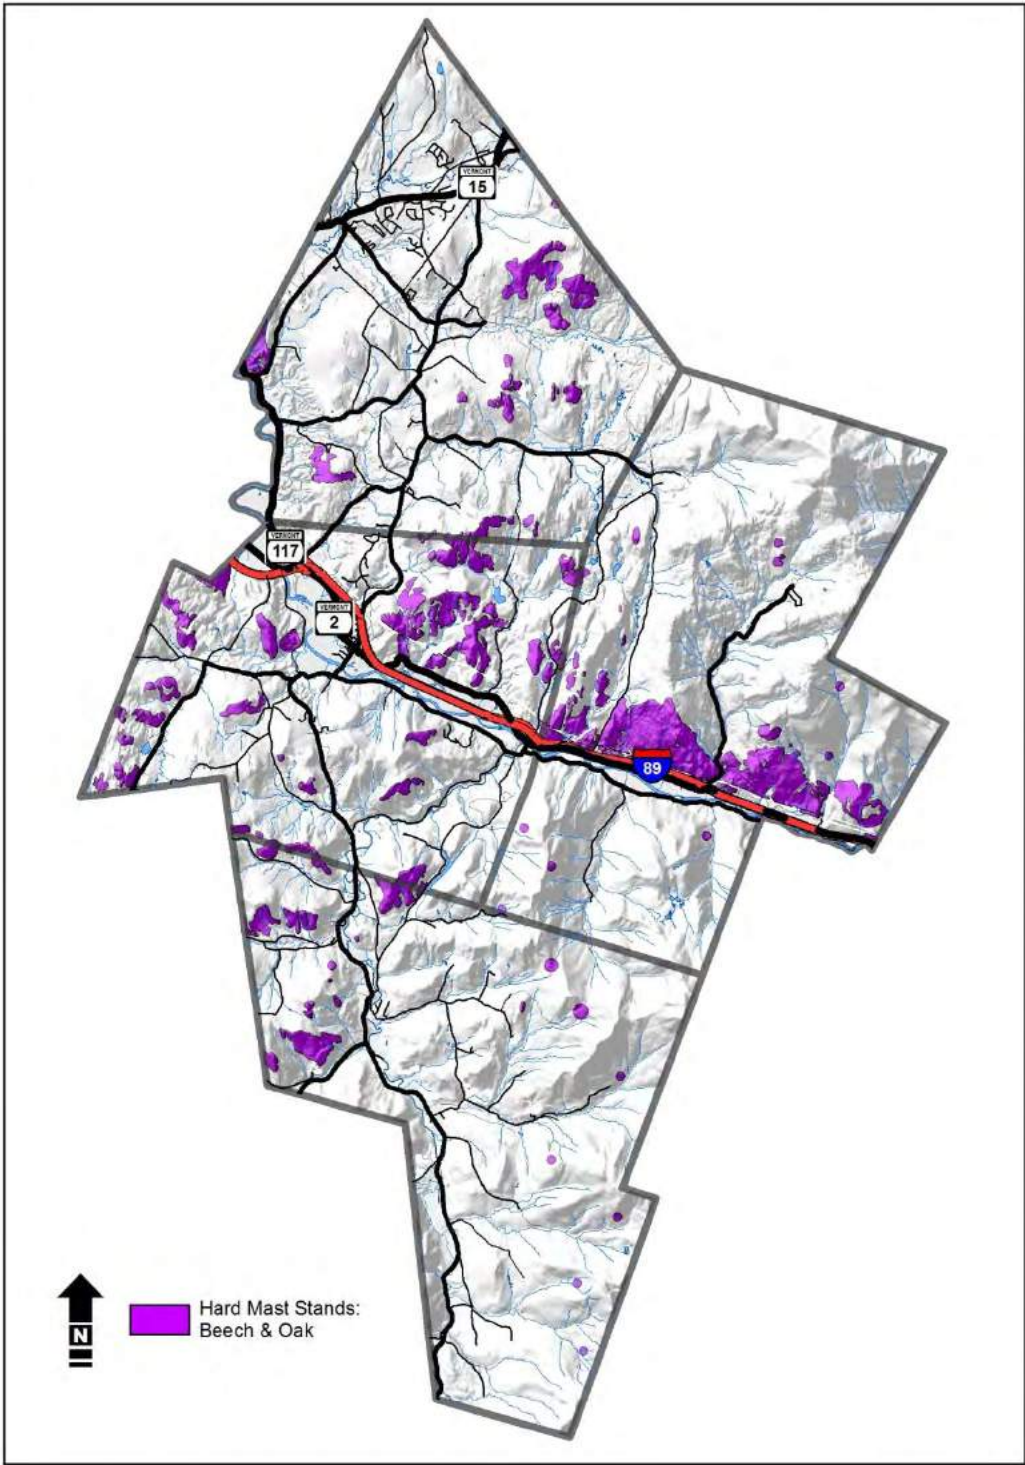 VERMONT
15
VERMONT
117
VERMONT
2
89
N
Hard Mast Stands:
Beech & Oak